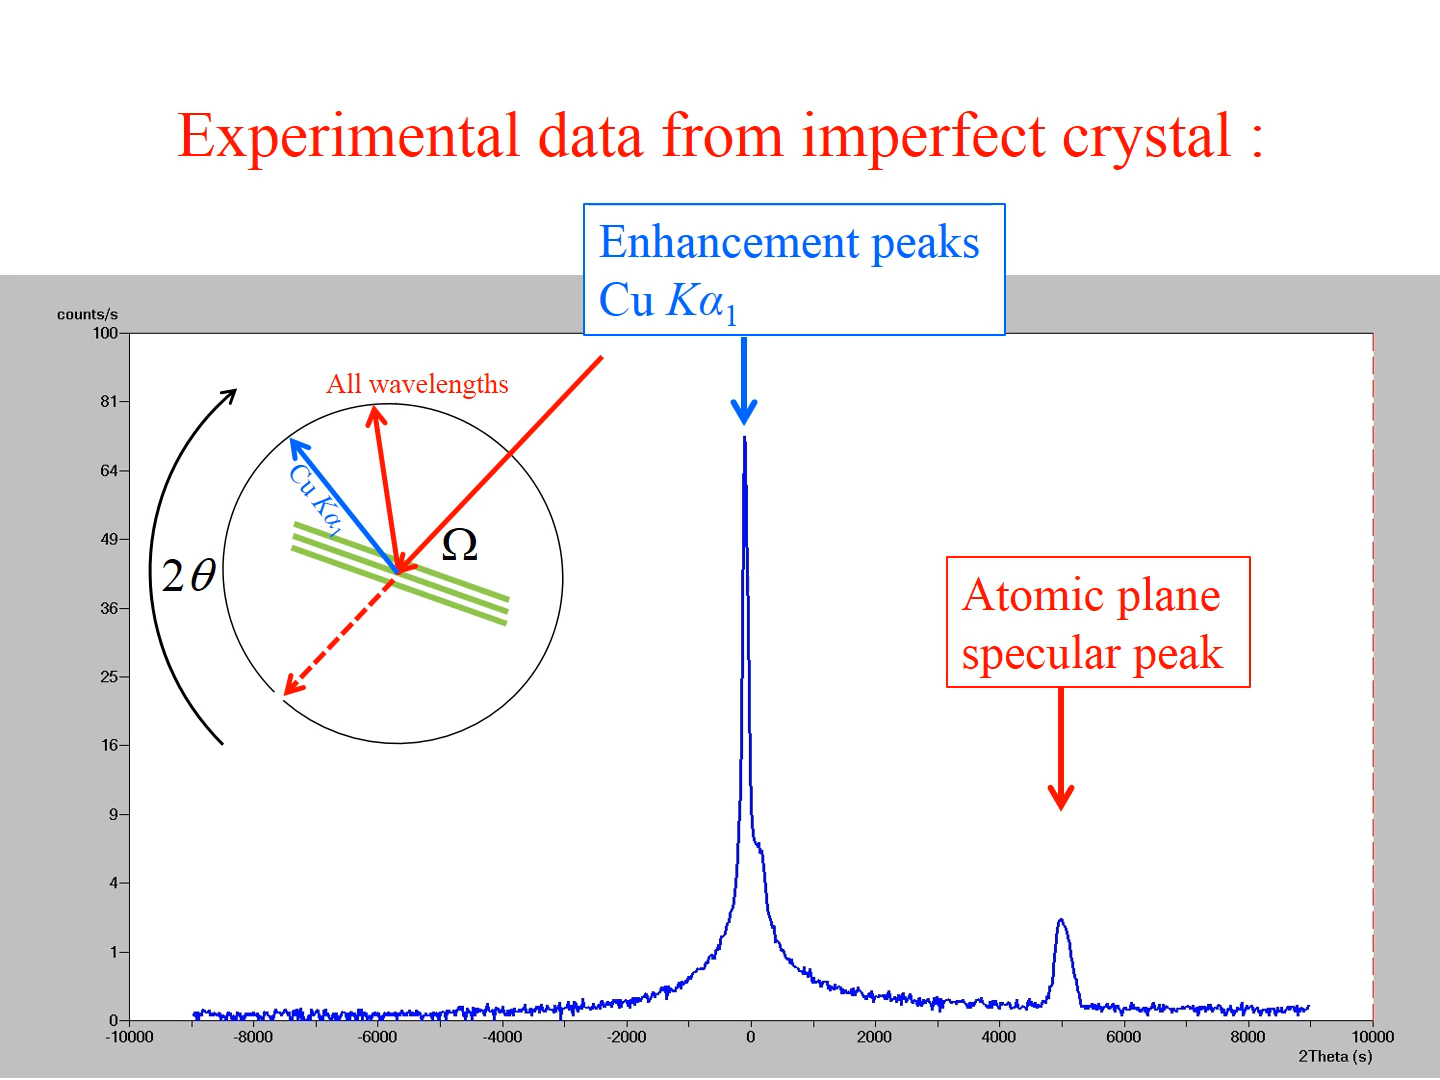 Experimental data from imperfect crystal :
Enhancement peaks
Cu Kα1
counts/s
100
81
64
49
36
25
16
9
4
1
0
All wavelengths
Cu Kα1
Ω
2θ
Atomic plane
specular peak
-10000 -8000 -6000 -4000 -2000 0 2000 4000 6000 8000 10000
2Theta (s)